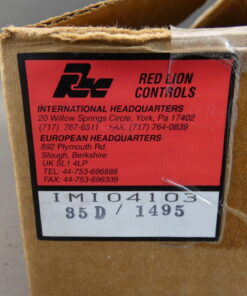 RED LION
CONTROLS
INTERNATIONAL HEADQUARTERS
20 Willow Springs Circle, York, Pa 17402
(717) 767-6511 FAX: (717) 764-0839
EUROPEAN HEADQUARTERS
892 Plymouth Rd.
Slough, Berkshire
UK SL1 4LP
TEL: 44-753-696888
FAX: 44-753-696339
IMI04103
35D / 1495